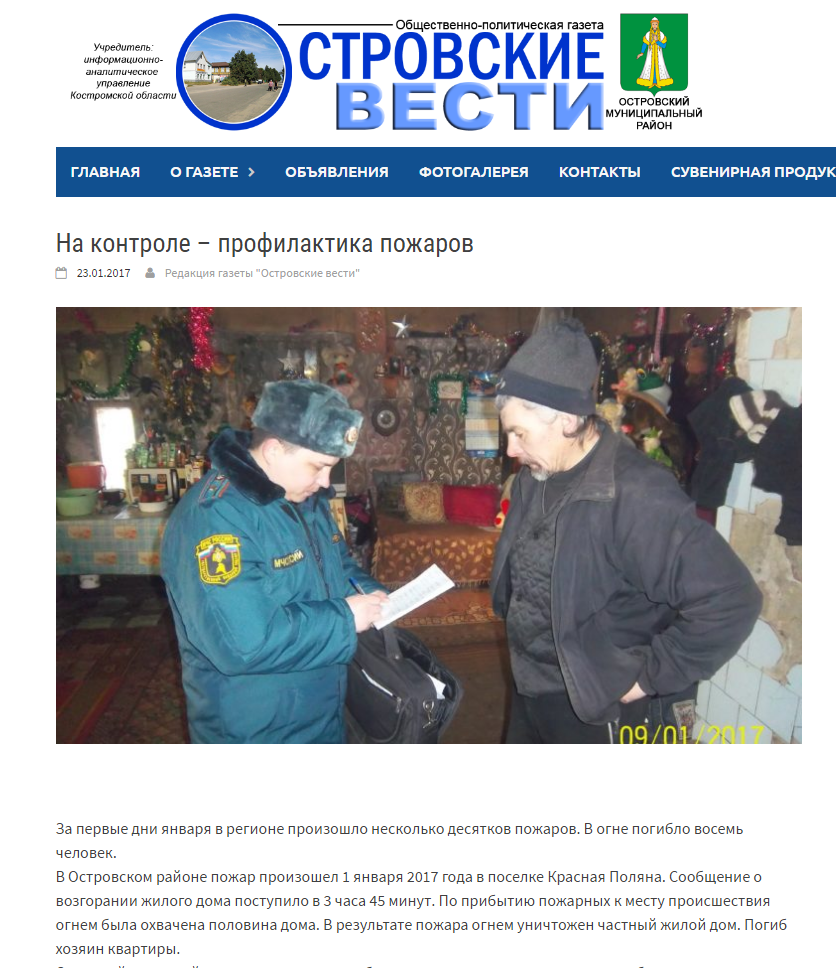 Учредитель:
информационно-
аналитическое
управление
Костромской области
Общественно-политическая газета
ОСТРОВСКИЕ
ВЕСТИ
ОСТРОВСКИЙ
МУНИЦИПАЛЬНЫЙ
РАЙОН
ГЛАВНАЯ О ГАЗЕТЕ ОБЪЯВЛЕНИЯ ФОТОГАЛЕРЕЯ КОНТАКТЫ СУВЕНИРНАЯ ПРОДУК
На контроле – профилактика пожаров
23.01.2017 Редакция газеты "Островские вести"
МЧС РОССИИ
09/01/2017
За первые дни января в регионе произошло несколько десятков пожаров. В огне погибло восемь
человек.
В Островском районе пожар произошел 1 января 2017 года в поселке Красная Поляна. Сообщение о
возгорании жилого дома поступило в 3 часа 45 минут. По прибытию пожарных к месту происшествия
огнем была охвачена половина дома. В результате пожара огнем уничтожен частный жилой дом. Погиб
хозяин квартиры.